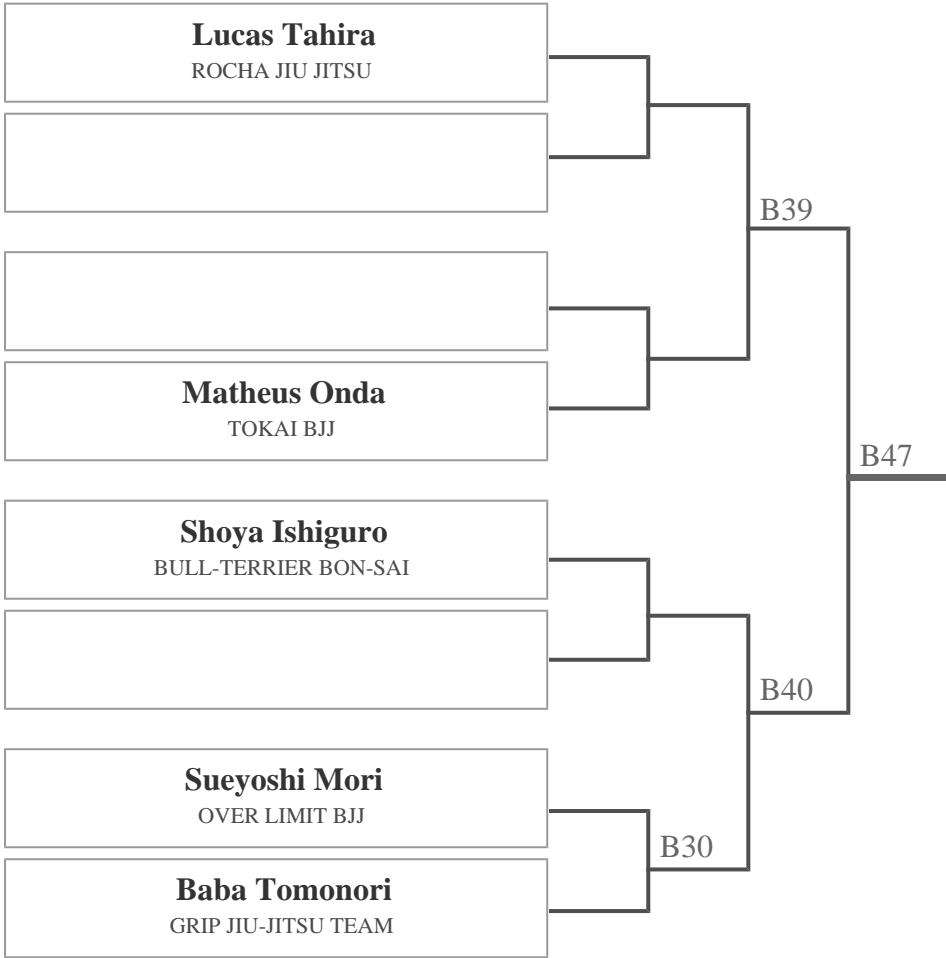 Lucas Tahira
ROCHA JIU JITSU
B39
Matheus Onda
TOKAI BJJ
B47
Shoya Ishiguro
BULL-TERRIER BON-SAI
B40
Sueyoshi Mori
OVER LIMIT BJJ
B30
Baba Tomonori
GRIP JIU-JITSU TEAM